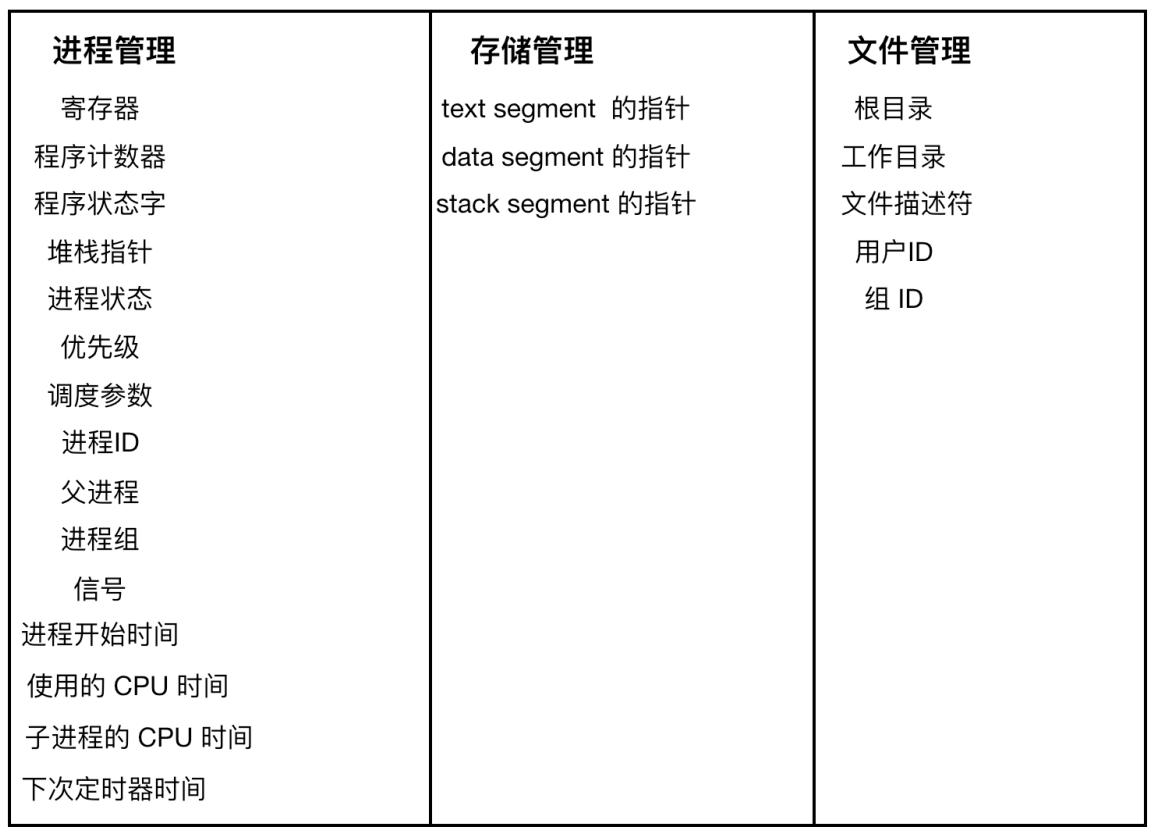 进程管理
寄存器
程序计数器
程序状态字
堆栈指针
进程状态
优先级
调度参数
进程ID
父进程
进程组
信号
进程开始时间
使用的 CPU 时间
子进程的 CPU 时间
下次定时器时间
存储管理
text segment 的指针
data segment 的指针
stack segment 的指针
文件管理
根目录
工作目录
文件描述符
用户ID
组 ID